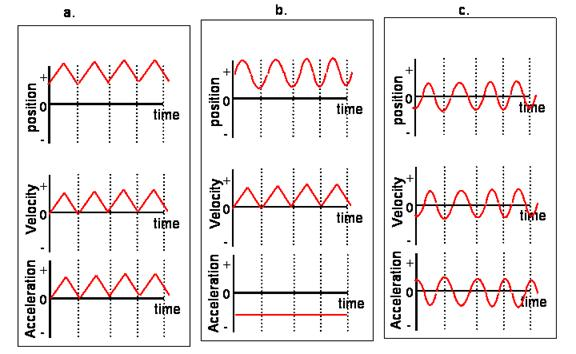 a.
position
+
0
-
time
Velocity
+
0
-
time
Acceleration
+
0
-
time
b.
position
+
0
-
time
Velocity
+
0
-
time
Acceleration
+
0
-
time
c.
position
+
0
-
time
Velocity
+
0
-
time
Acceleration
+
0
-
time